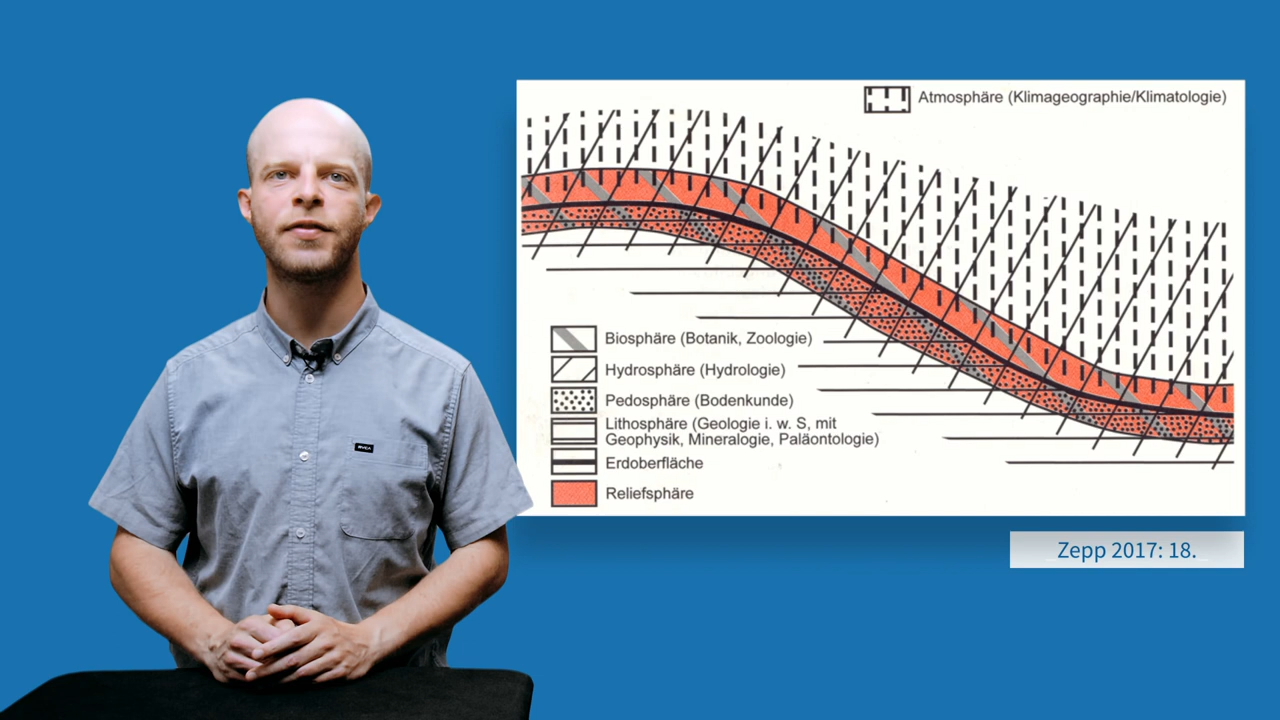 Atmosphäre (Klimageographie/Klimatologie)
Biosphäre (Botanik, Zoologie)
Hydrosphäre (Hydrologie)
Pedosphäre (Bodenkunde)
Lithosphäre (Geologie i. w. S, mit
Geophysik, Mineralogie, Paläontologie)
Erdoberfläche
Reliefsphäre
Zepp 2017: 18.